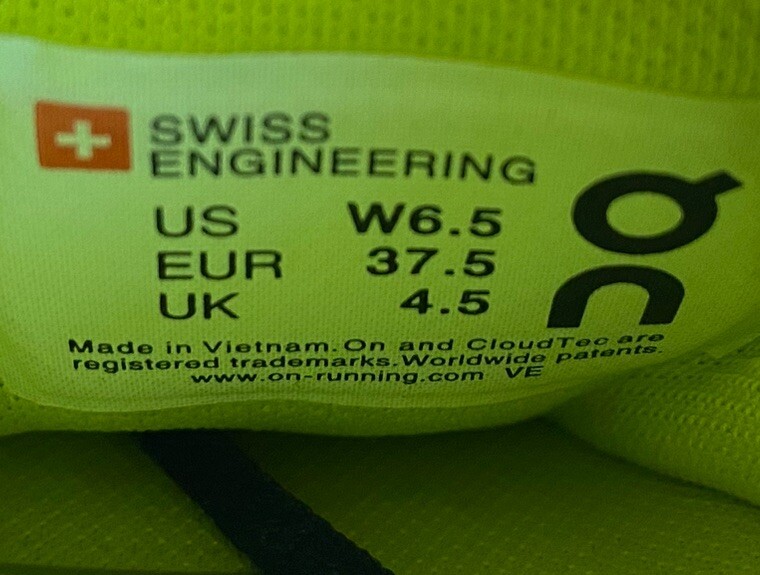 SWISS
ENGINEERING
US W6.5
EUR 37.5
UK 4.5
On
Made in Vietnam.On and CloudTec are
registered trademarks.Worldwide patents.
www.on-running.com VE